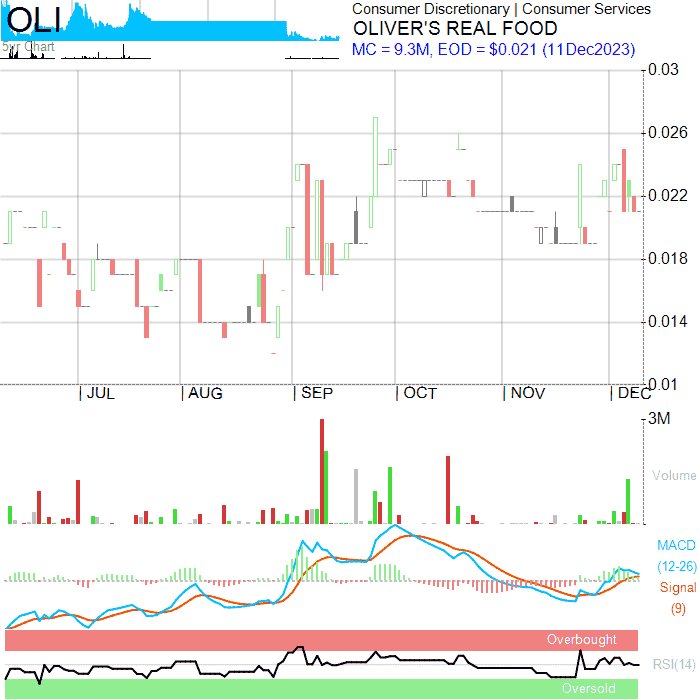 OLI
5yr Chart
Consumer Discretionary | Consumer Services
OLIVER'S REAL FOOD
MC = 9.3M, EOD = $0.021 (11Dec2023)
0.03
0.026
0.022
0.018
0.014
0.01
| JUL | AUG | SEP | OCT | NOV | DEC
3M
Volume
MACD
(12-26)
Signal
(9)
Overbought
RSI(14)
Oversold